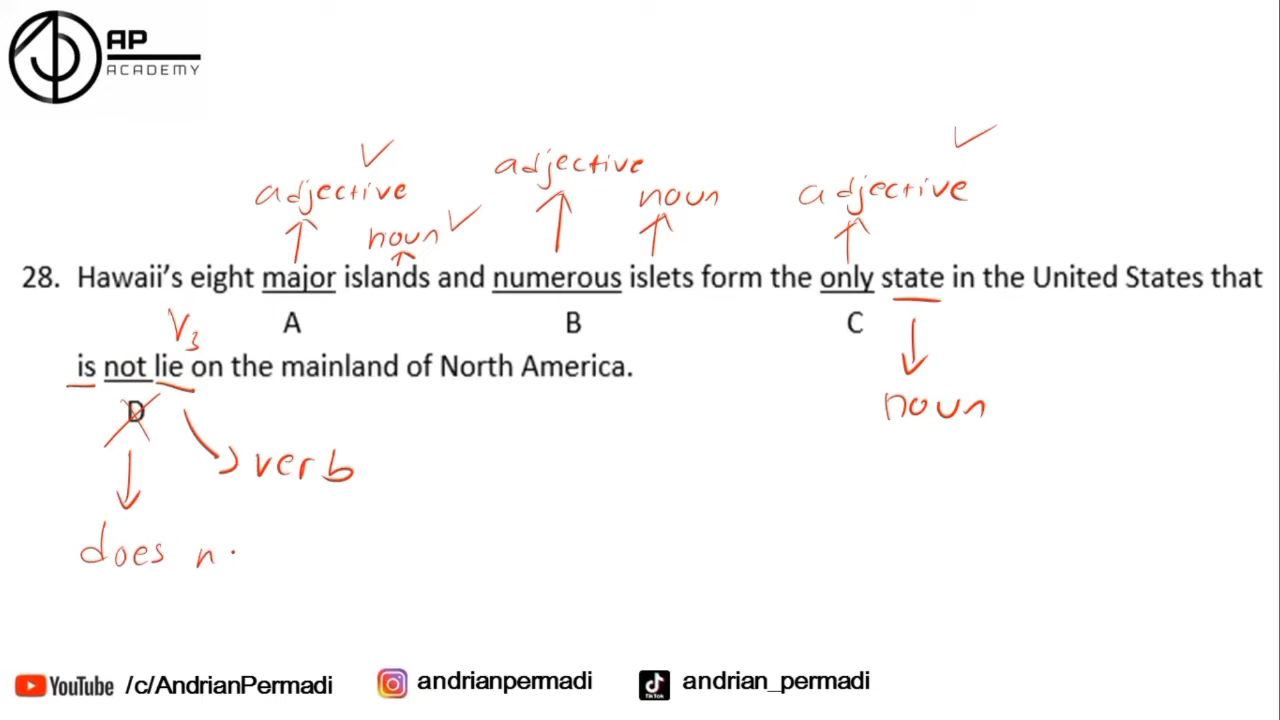 AP
ACADEMY
adjective
adjective
noun
adjective
noun
28. Hawaii's eight major islands and numerous islets form the only state in the United States that
A B C
V3
is not lie on the mainland of North America.
D
noun
verb
does n.
YouTube /c/AndrianPermadi andrianpermadi TikTok andrian_permadi